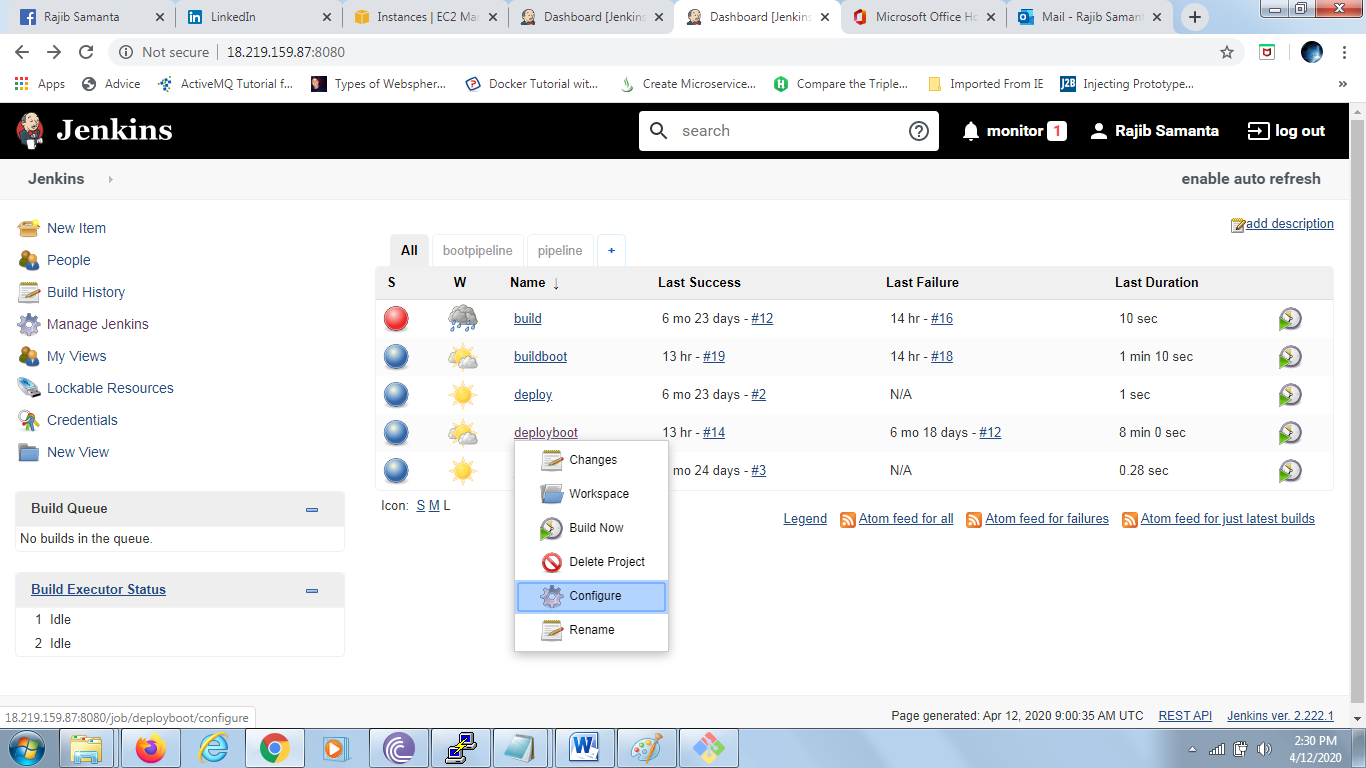 Rajib Samanta
LinkedIn
Instances | EC2 Man
Dashboard [Jenkins
Dashboard [Jenkins
Microsoft Office Ho
Mail - Rajib Samant
Not secure | 18.219.159.87:8080
Apps
Advice
ActiveMQ Tutorial f...
Types of Webspher...
Docker Tutorial wit...
Create Microservice...
Compare the Triple...
Imported From IE
J2B Injecting Prototype...
»
Jenkins
search
monitor 1
Rajib Samanta
log out
Jenkins
enable auto refresh
New Item
People
Build History
Manage Jenkins
My Views
Lockable Resources
Credentials
New View
Build Queue
No builds in the queue.
Build Executor Status
1 Idle
2 Idle
add description
All bootpipeline pipeline +
S W Name ↓ Last Success Last Failure Last Duration
build 6 mo 23 days - #12 14 hr - #16 10 sec
buildboot 13 hr - #19 14 hr - #18 1 min 10 sec
deploy 6 mo 23 days - #2 N/A 1 sec
deployboot 13 hr - #14 6 mo 18 days - #12 8 min 0 sec
mo 24 days - #3 N/A 0.28 sec
Changes
Workspace
Build Now
Delete Project
Configure
Rename
Icon: S M L
Legend Atom feed for all Atom feed for failures Atom feed for just latest builds
18.219.159.87:8080/job/deployboot/configure
Page generated: Apr 12, 2020 9:00:35 AM UTC REST API Jenkins ver. 2.222.1
2:30 PM
4/12/2020